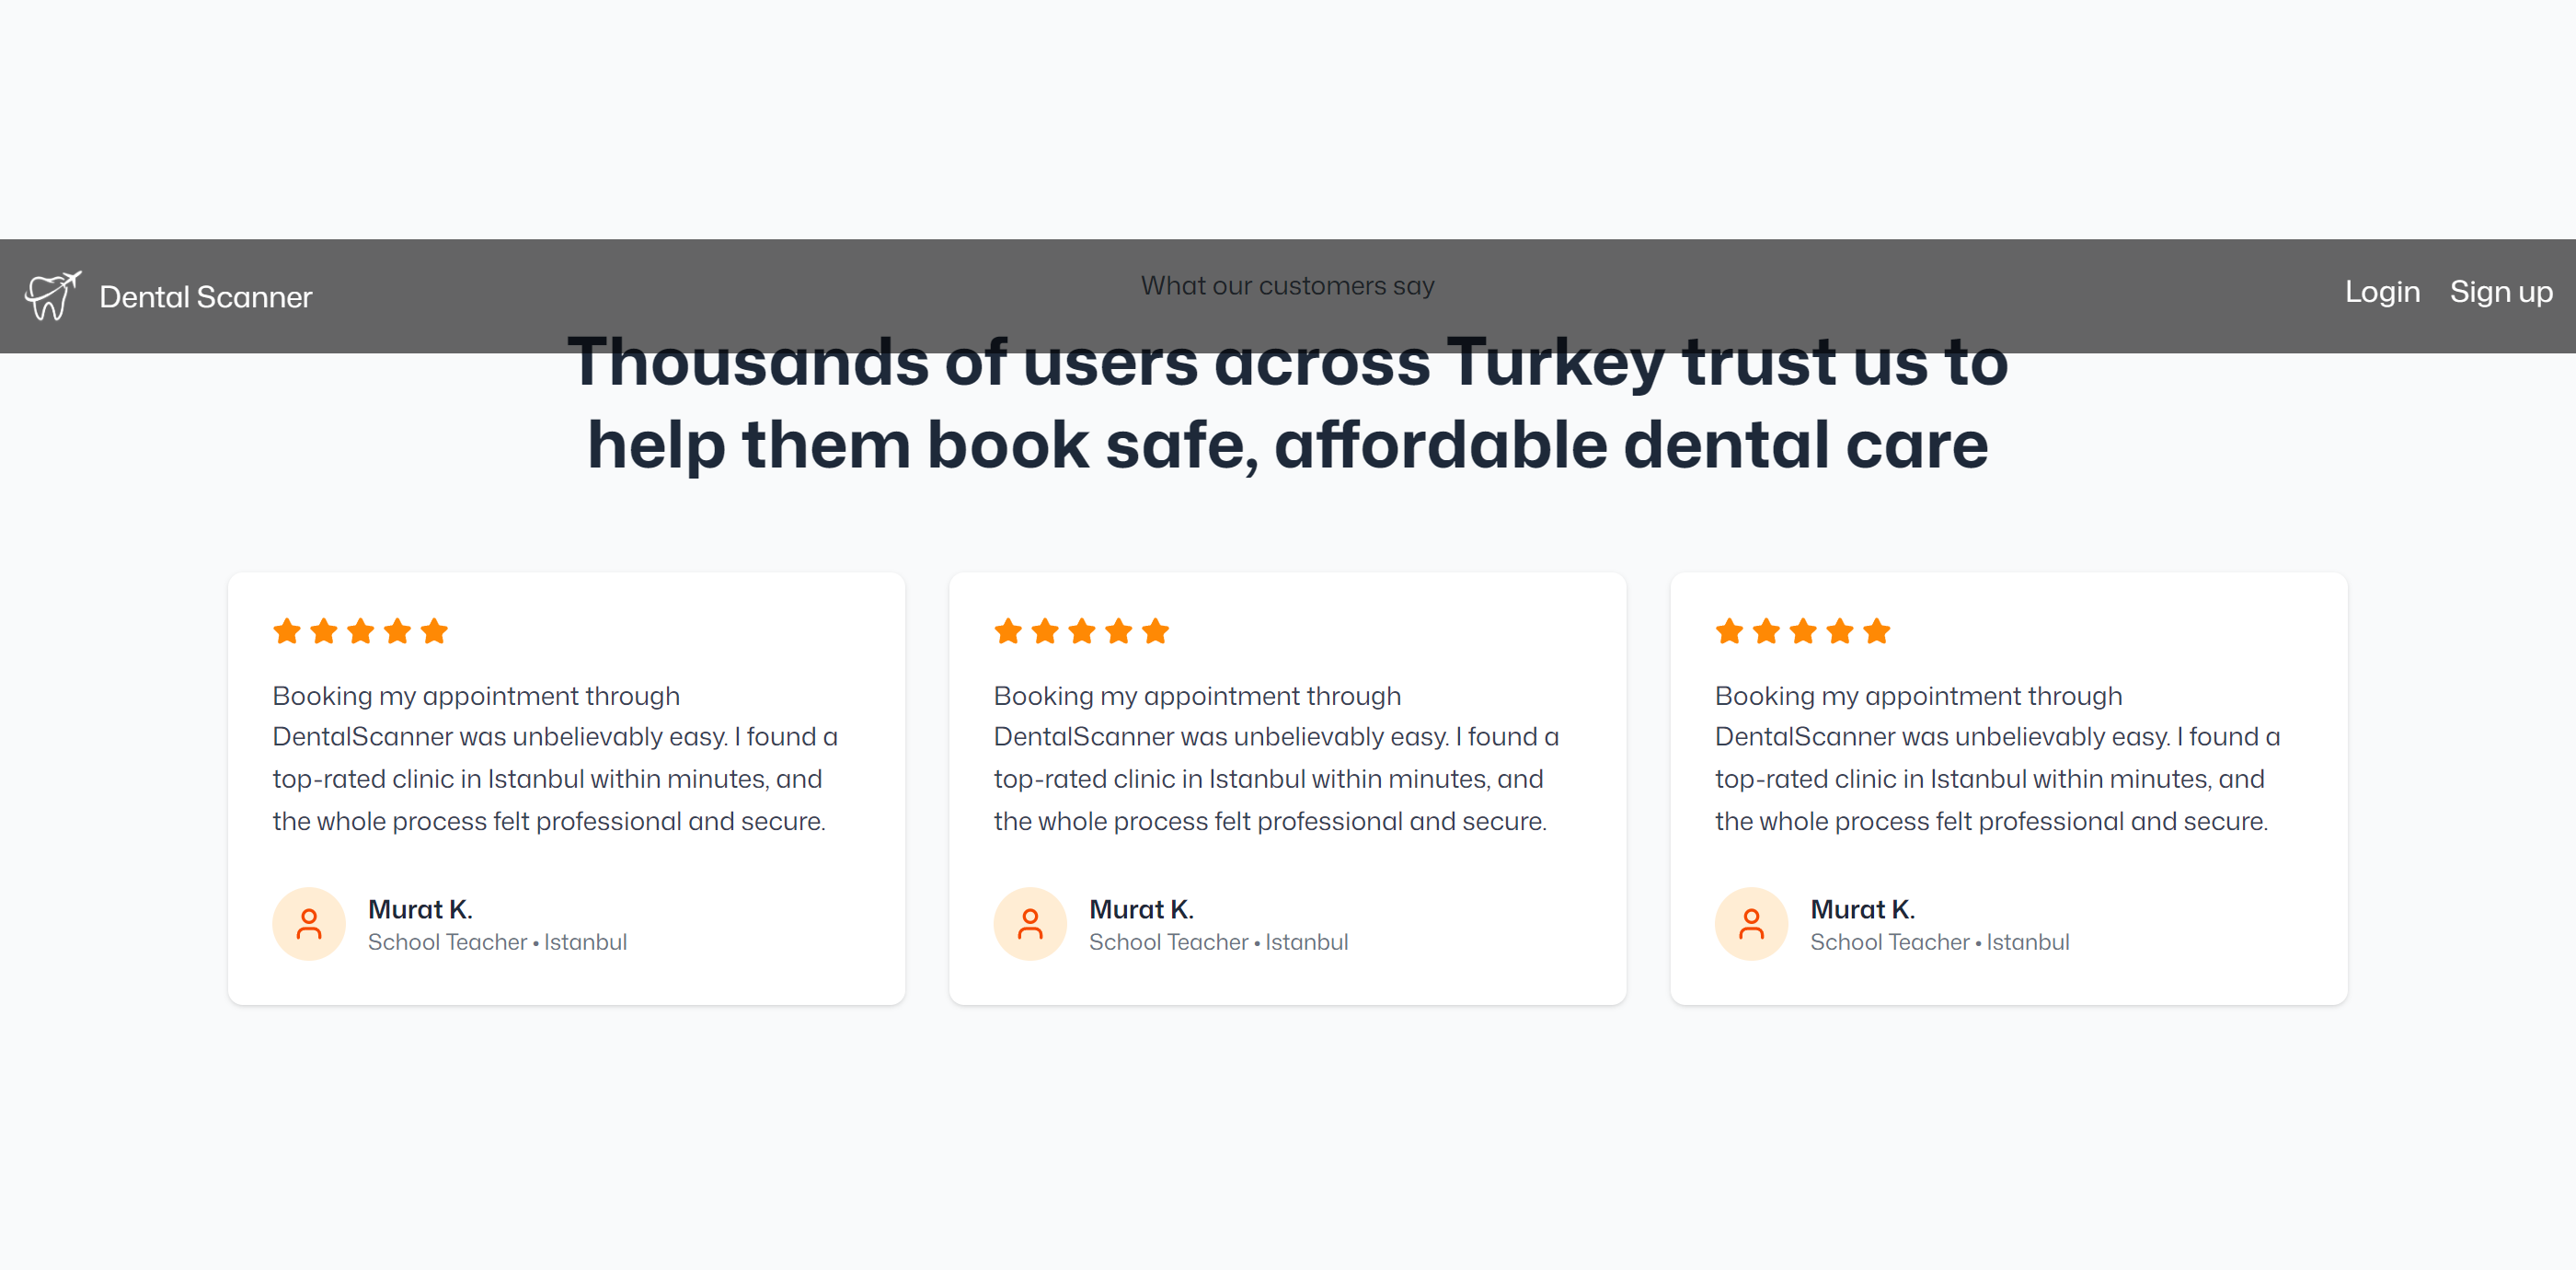 Dental Scanner
What our customers say
Login
Sign up
Thousands of users across Turkey trust us to
help them book safe, affordable dental care
Booking my appointment through
DentalScanner was unbelievably easy. I found a
top-rated clinic in Istanbul within minutes, and
the whole process felt professional and secure.
Murat K.
School Teacher • Istanbul
Booking my appointment through
DentalScanner was unbelievably easy. I found a
top-rated clinic in Istanbul within minutes, and
the whole process felt professional and secure.
Murat K.
School Teacher • Istanbul
Booking my appointment through
DentalScanner was unbelievably easy. I found a
top-rated clinic in Istanbul within minutes, and
the whole process felt professional and secure.
Murat K.
School Teacher • Istanbul